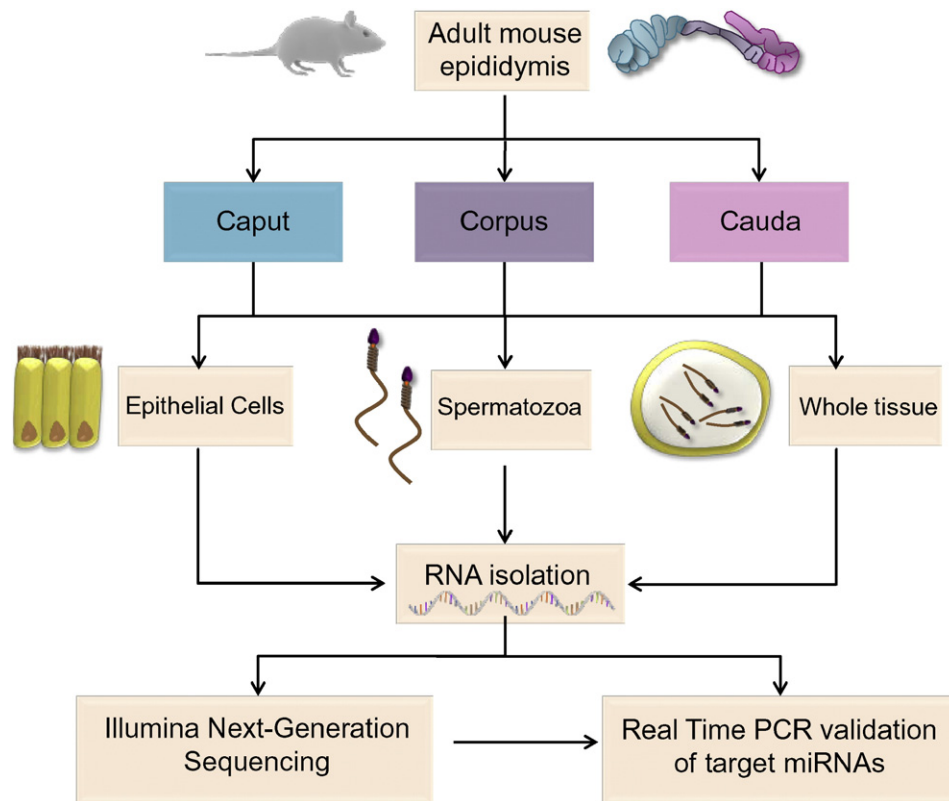 Adult mouse
epididymis
Caput
Corpus
Cauda
Epithelial Cells
Spermatozoa
Whole tissue
RNA isolation
Illumina Next-Generation
Sequencing
Real Time PCR validation
of target miRNAs